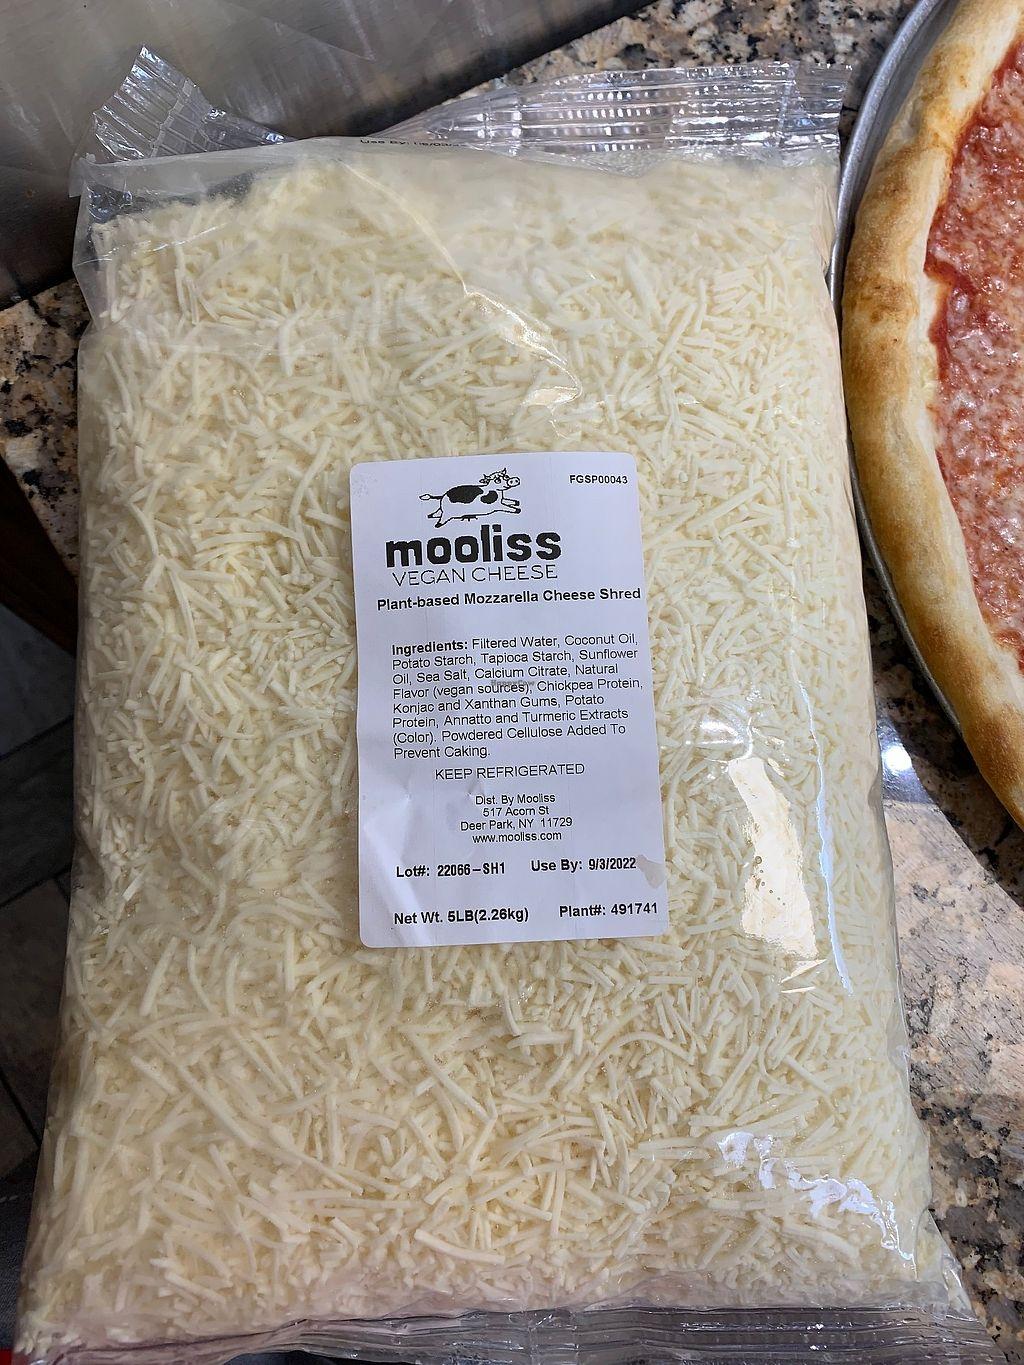 Use By:
FGSP00043
mooliss
VEGAN CHEESE
Plant-based Mozzarella Cheese Shred
Ingredients: Filtered Water, Coconut Oil,
Potato Starch, Tapioca Starch, Sunflower
Oil, Sea Salt, Calcium Citrate, Natural
Flavor (vegan sources), Chickpea Protein,
Konjac and Xanthan Gums, Potato
Protein, Annatto and Turmeric Extracts
(Color). Powdered Cellulose Added To
Prevent Caking.
KEEP REFRIGERATED
Dist. By Mooliss
517 Acorn St
Deer Park, NY 11729
www.mooliss.com
Lot#: 22066-SH1 Use By: 9/3/2022
Net Wt. 5LB(2.26kg) Plant#: 491741